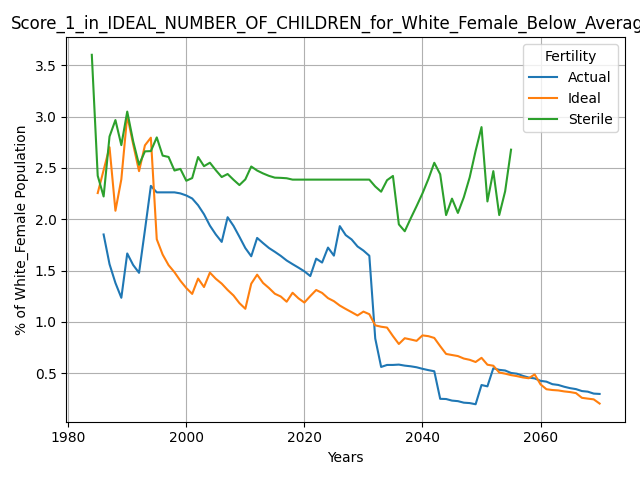 Score_1_in_IDEAL_NUMBER_OF_CHILDREN_for_White_Female_Below_Averag
Fertility
Actual
Ideal
Sterile
% of White_Female Population
3.5
3.0
2.5
2.0
1.5
1.0
0.5
1980
2000
2020
2040
2060
Years